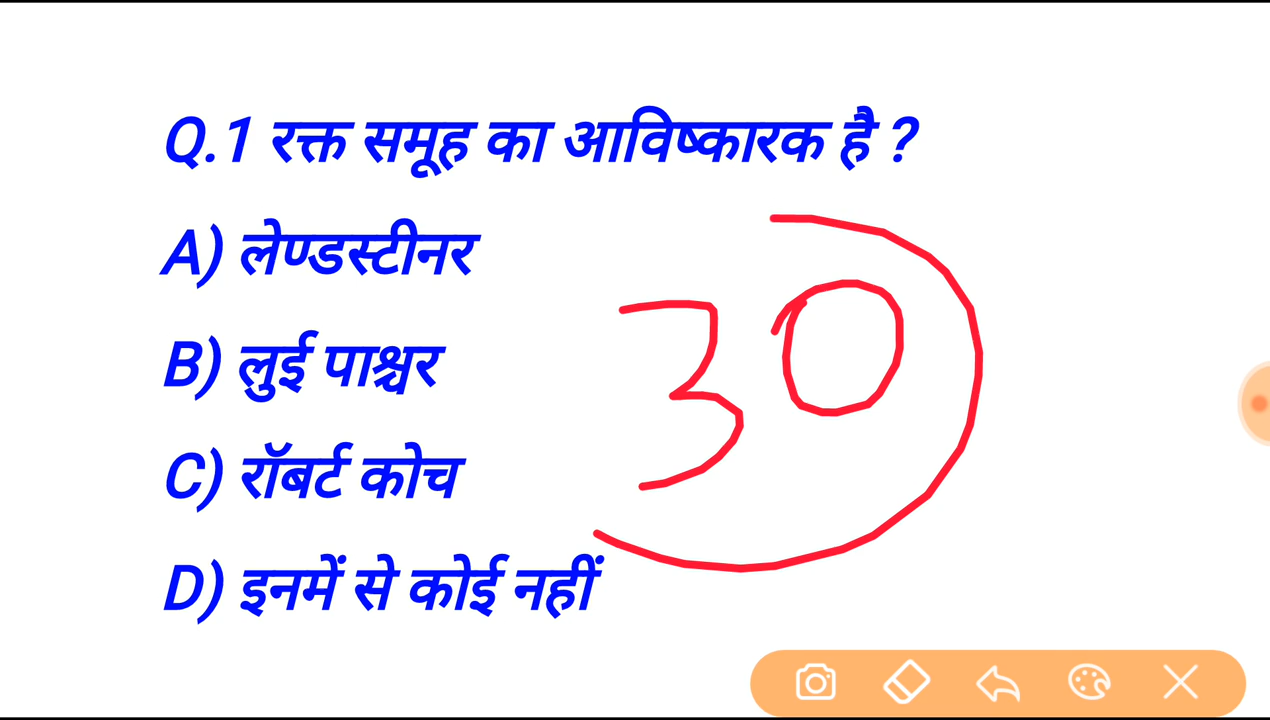 Q.1 रक्त समूह का आविष्कारक है ?
A) लेण्डस्टीनर
B) लुई पाश्चर
30
C) रॉबर्ट कोच
D) इनमें से कोई नहीं